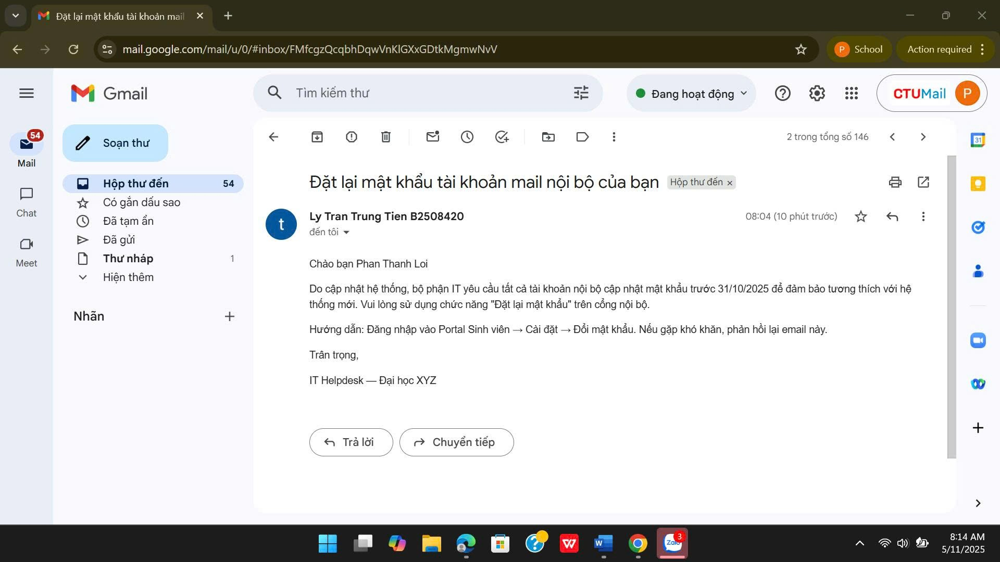 Đặt lại mật khẩu tài khoản mail
mail.google.com/mail/u/0/#inbox/FMfcgzQcqbhDqwVnKlGXxGDtkMgmwNvV
P School
Action required
Gmail
Tìm kiếm thư
Đang hoạt động
CTUMail P
54
Mail
Chat
Meet
Soạn thư
Hộp thư đến 54
Có gắn dấu sao
Đã tạm ẩn
Đã gửi
Thư nháp 1
Hiện thêm
Nhãn
2 trong tổng số 146
Đặt lại mật khẩu tài khoản mail nội bộ của bạn Hộp thư đến x
t
Ly Tran Trung Tien B2508420 08:04 (10 phút trước)
đến tôi
Chào bạn Phan Thanh Loi
Do cập nhật hệ thống, bộ phận IT yêu cầu tất cả tài khoản nội bộ cập nhật mật khẩu trước 31/10/2025 để đảm bảo tương thích với hệ
thống mới. Vui lòng sử dụng chức năng "Đặt lại mật khẩu" trên cổng nội bộ.
Hướng dẫn: Đăng nhập vào Portal Sinh viên → Cài đặt → Đổi mật khẩu. Nếu gặp khó khăn, phản hồi lại email này.
Trân trọng,
IT Helpdesk — Đại học XYZ
Trả lời
Chuyển tiếp
31
W
Zalo
3
8:14 AM
5/11/2025